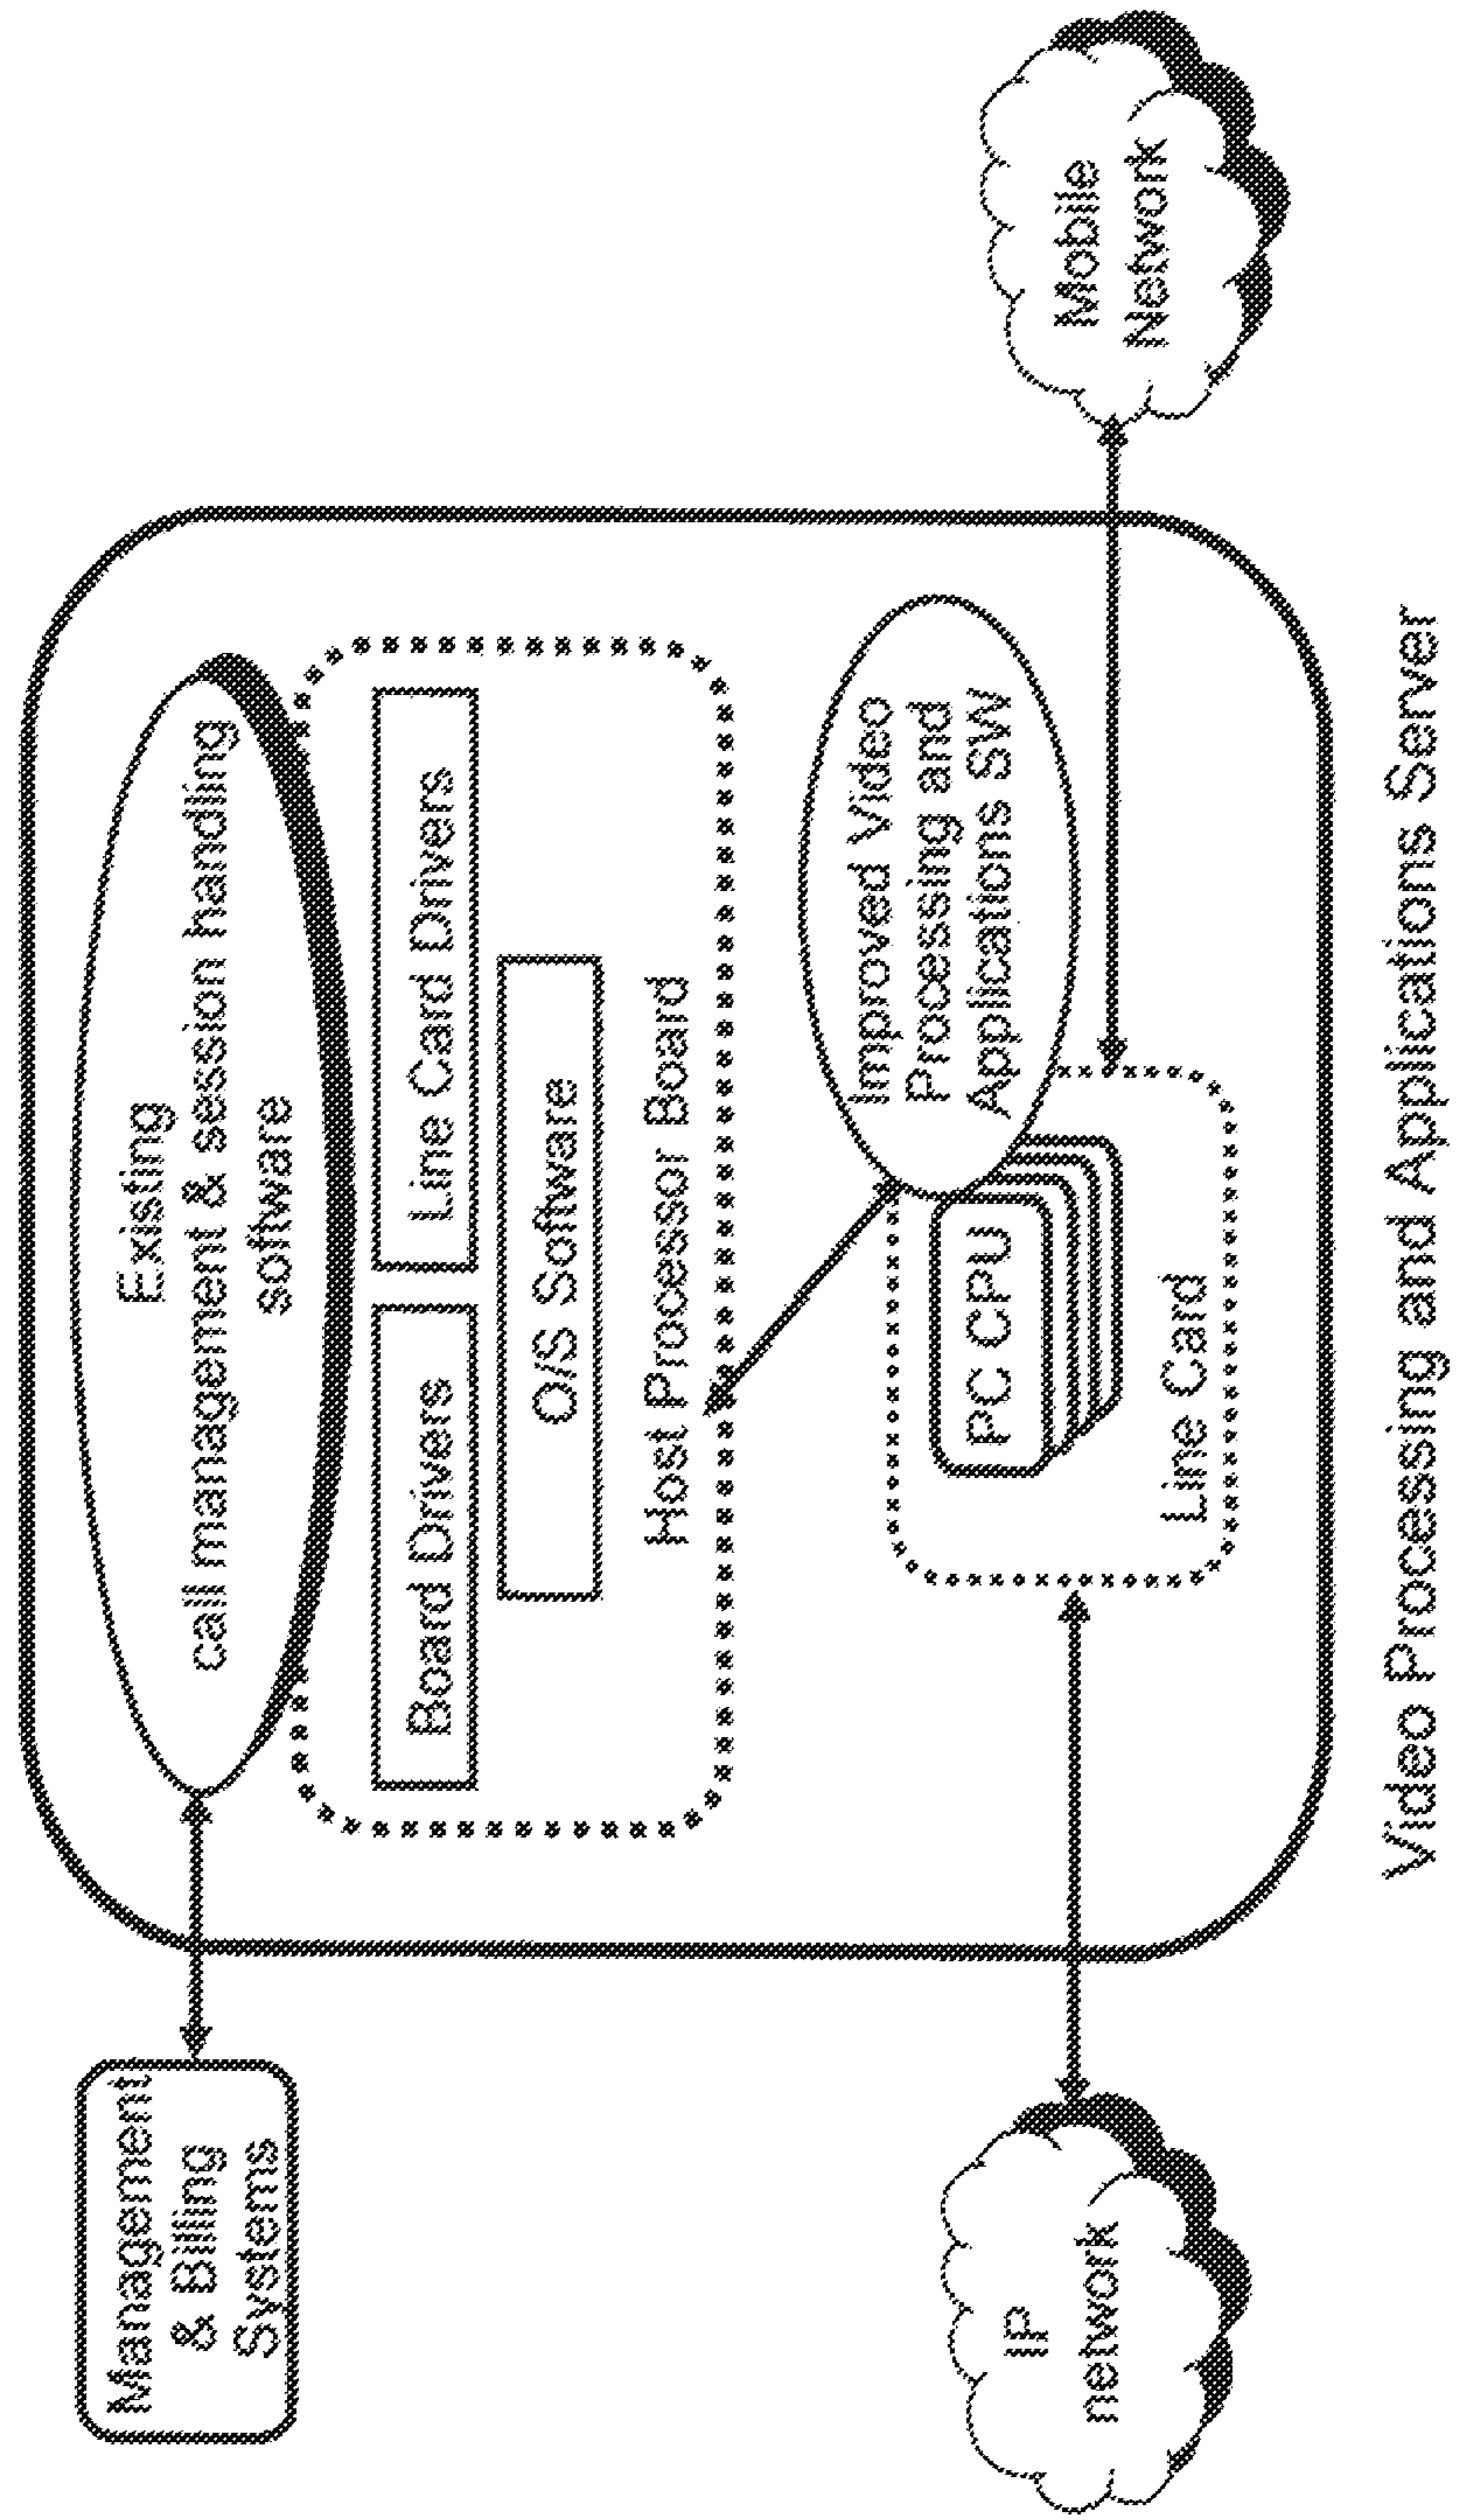 Management
& Billing
Systems
Existing
call management & session handling
software
Board Drivers
Line Card Drivers
O/S Software
Host Processor Board
IP
network
PC CPU
Line Card
Improved Video
Processing and
Applications SW
Mobile
Network
Video Processing and Applications Server